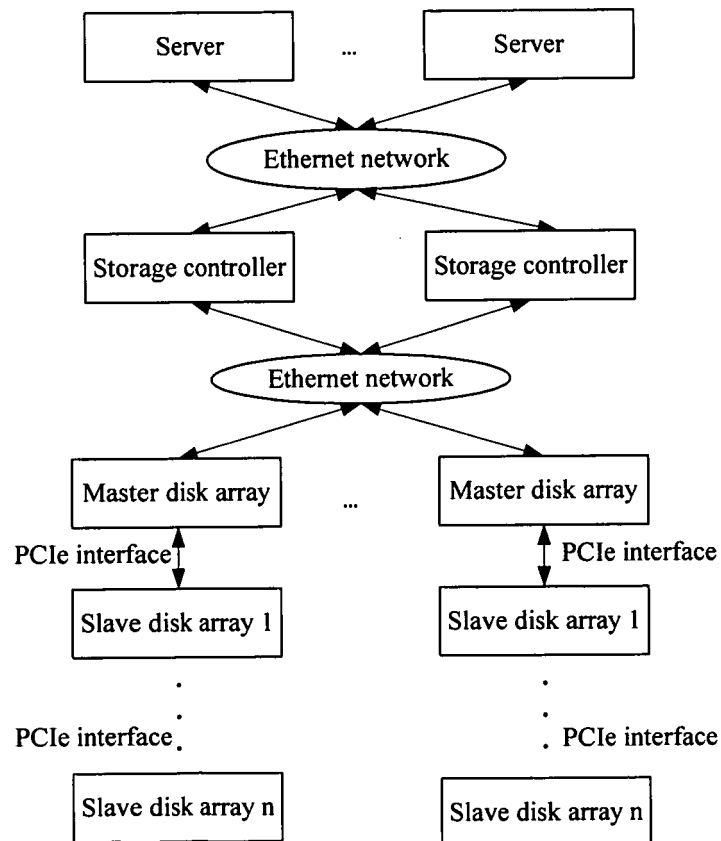 Server
...
Server
Ethernet network
Storage controller
Storage controller
Ethernet network
Master disk array
...
Master disk array
PCIe interface
PCIe interface
Slave disk array 1
Slave disk array 1
PCIe interface
PCIe interface
Slave disk array n
Slave disk array n